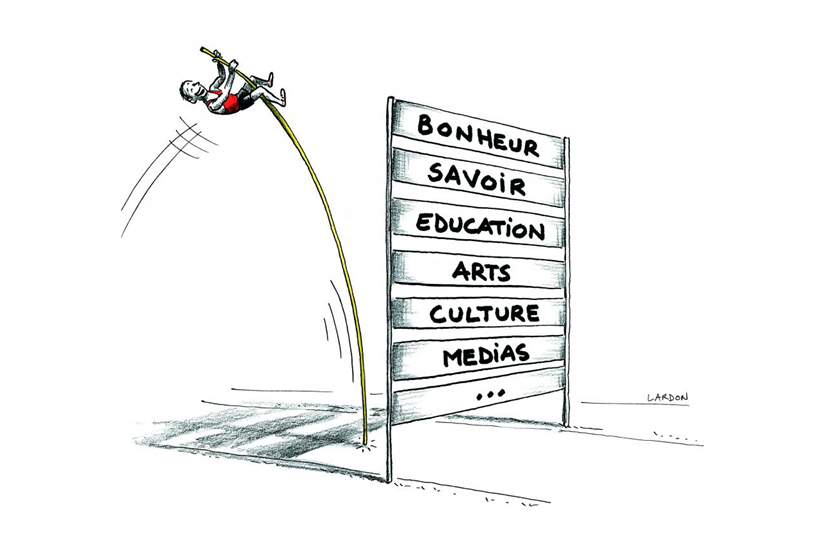 BONHEUR
SAVOiR
EDUCATiON
ARTS
CULTURE
MEDiAS
...
LARDON